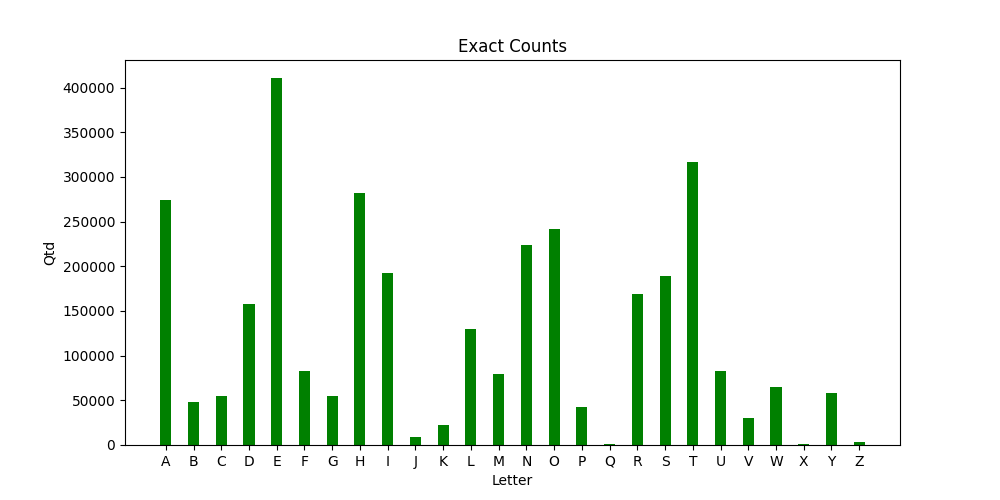 Exact Counts
400000
350000
300000
250000
200000
150000
100000
50000
0
Qtd
A B C D E F G H I J K L M N O P Q R S T U V W X Y Z
Letter